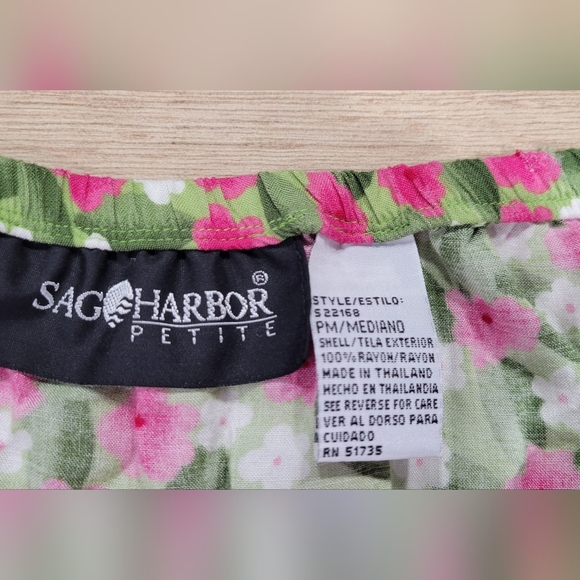 SAG HARBOR®
PETITE
STYLE/ESTILO:
S22168
PM/MEDIANO
SHELL/TELA EXTERIOR
100%RAYON/RAYON
MADE IN THAILAND
HECHO EN THAILANDIA
SEE REVERSE FOR CARE
VER AL DORSO PARA
CUIDADO
RN 51735